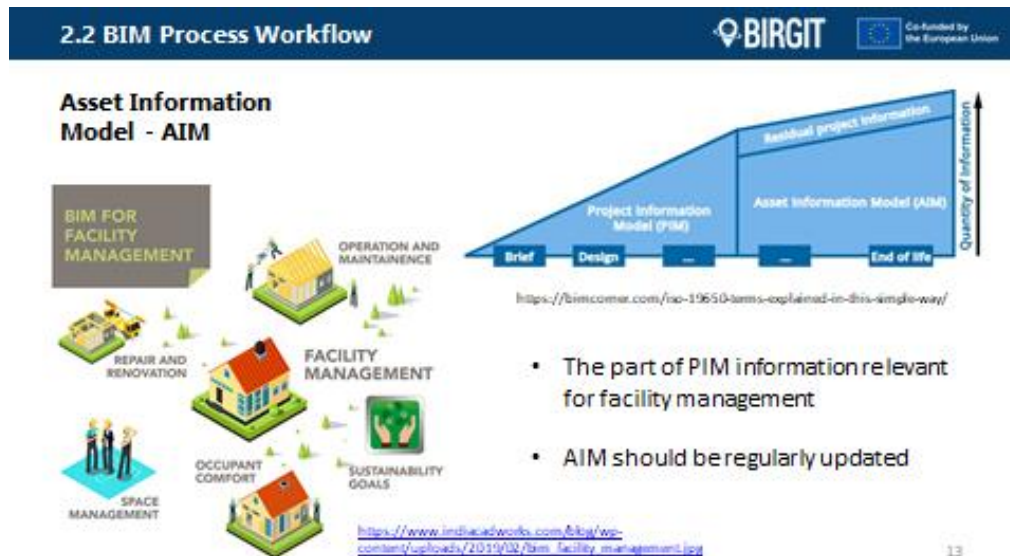 2.2 BIM Process Workflow
BIRGIT
Co-funded by
the European Union
Asset Information
Model - AIM
BIM FOR
FACILITY
MANAGEMENT
OPERATION AND
MAINTAINENCE
REPAIR AND
RENOVATION
FACILITY
MANAGEMENT
SPACE
MANAGEMENT
OCCUPANT
COMFORT
SUSTAINABILITY
GOALS
https://www.indiacadworks.com/blog/wp-
content/uploads/2019/02/bim_facility_management.jpg
Residual project information
Project Information
Model (PIM)
Asset Information Model (AIM)
Quantity of Information
Brief
Design
...
...
End of life
https://bimcorner.com/iso-19650-terms-explained-in-this-simple-way/
• The part of PIM information relevant
for facility management
• AIM should be regularly updated
13